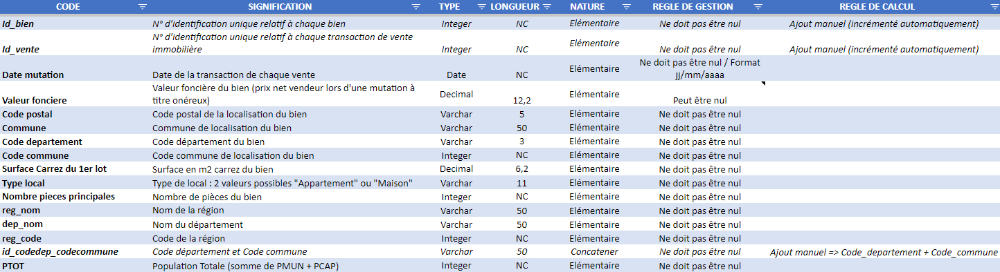 CODE SIGNIFICATION TYPE LONGUEUR NATURE REGLE DE GESTION REGLE DE CALCUL
Id_bien N° d'identification unique relatif à chaque bien Integer NC Elémentaire Ne doit pas être nul Ajout manuel (incrémenté automatiquement)
N° d'identification unique relatif à chaque transaction de vente
Id_vente immobilière Integer NC Elémentaire Ne doit pas être nul Ajout manuel (incrémenté automatiquement)
Ne doit pas être nul / Format
Date mutation Date de la transaction de chaque vente Date NC Elémentaire jj/mm/aaaa
Valeur foncière du bien (prix net vendeur lors d'une mutation à
Valeur fonciere titre onéreux) Decimal 12,2 Elémentaire Peut être nul
Code postal Code postal de la localisation du bien Varchar 5 Elémentaire Ne doit pas être nul
Commune Commune de localisation du bien Varchar 50 Elémentaire Ne doit pas être nul
Code departement Code département du bien Varchar 3 Elémentaire Ne doit pas être nul
Code commune Code commune de localisation du bien Integer NC Elémentaire Ne doit pas être nul
Surface Carrez du 1er lot Surface en m2 carrez du bien Decimal 6,2 Elémentaire Ne doit pas être nul
Type local Type de local : 2 valeurs possibles "Appartement" ou "Maison" Varchar 11 Elémentaire Ne doit pas être nul
Nombre pieces principales Nombre de pièces du bien Integer NC Elémentaire Ne doit pas être nul
reg_nom Nom de la région Varchar 50 Elémentaire Ne doit pas être nul
dep_nom Nom du département Varchar 50 Elémentaire Ne doit pas être nul
reg_code Code de la région Integer NC Elémentaire Ne doit pas être nul
id_codedep_codecommune Code département et Code commune Varchar 50 Concatener Ne doit pas être nul Ajout manuel => Code_departement + Code_commune
PTOT Population Totale (somme de PMUN + PCAP) Integer NC Elémentaire Ne doit pas être nul